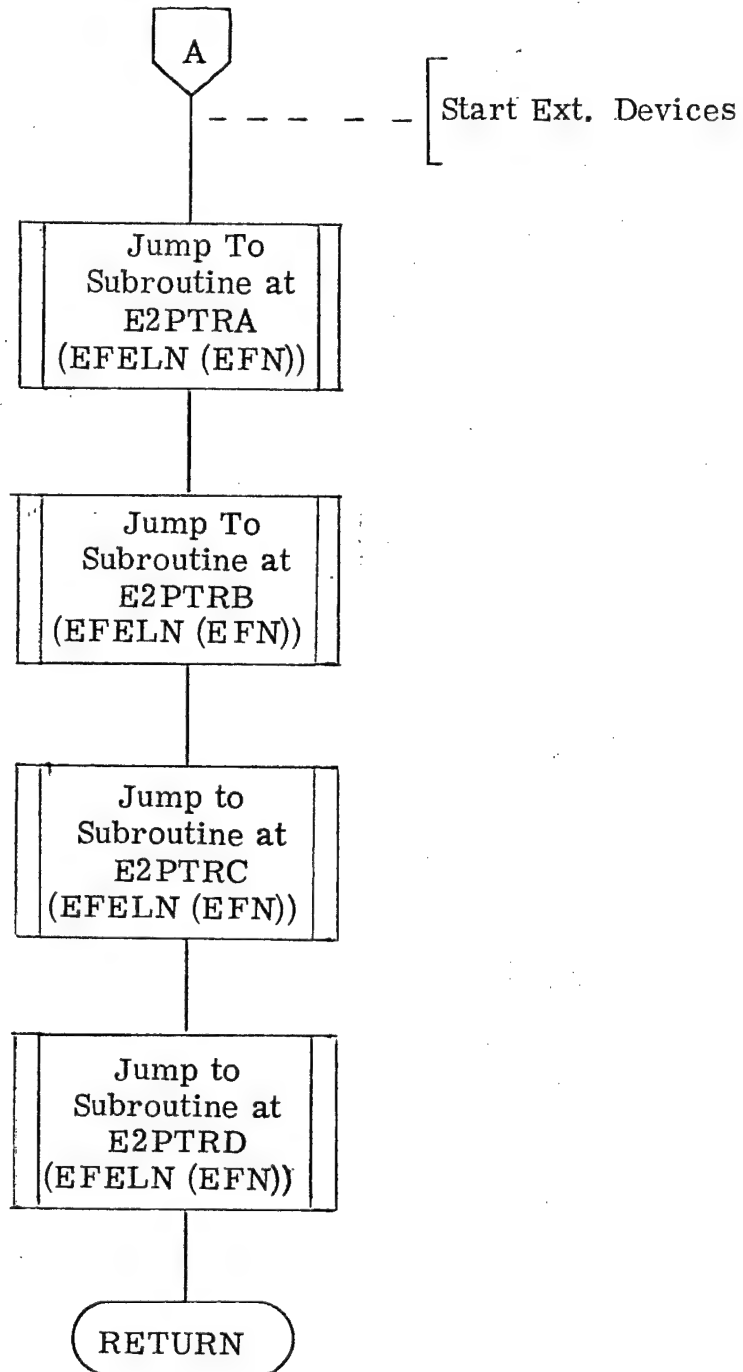 A
Start Ext. Devices
Jump To
Subroutine at
E2PTRA
(EFELN (EFN))
Jump To
Subroutine at
E2PTRB
(EFELN (EFN))
Jump to
Subroutine at
E2PTRC
(EFELN (EFN))
Jump to
Subroutine at
E2PTRD
(EFELN (EFN))
RETURN